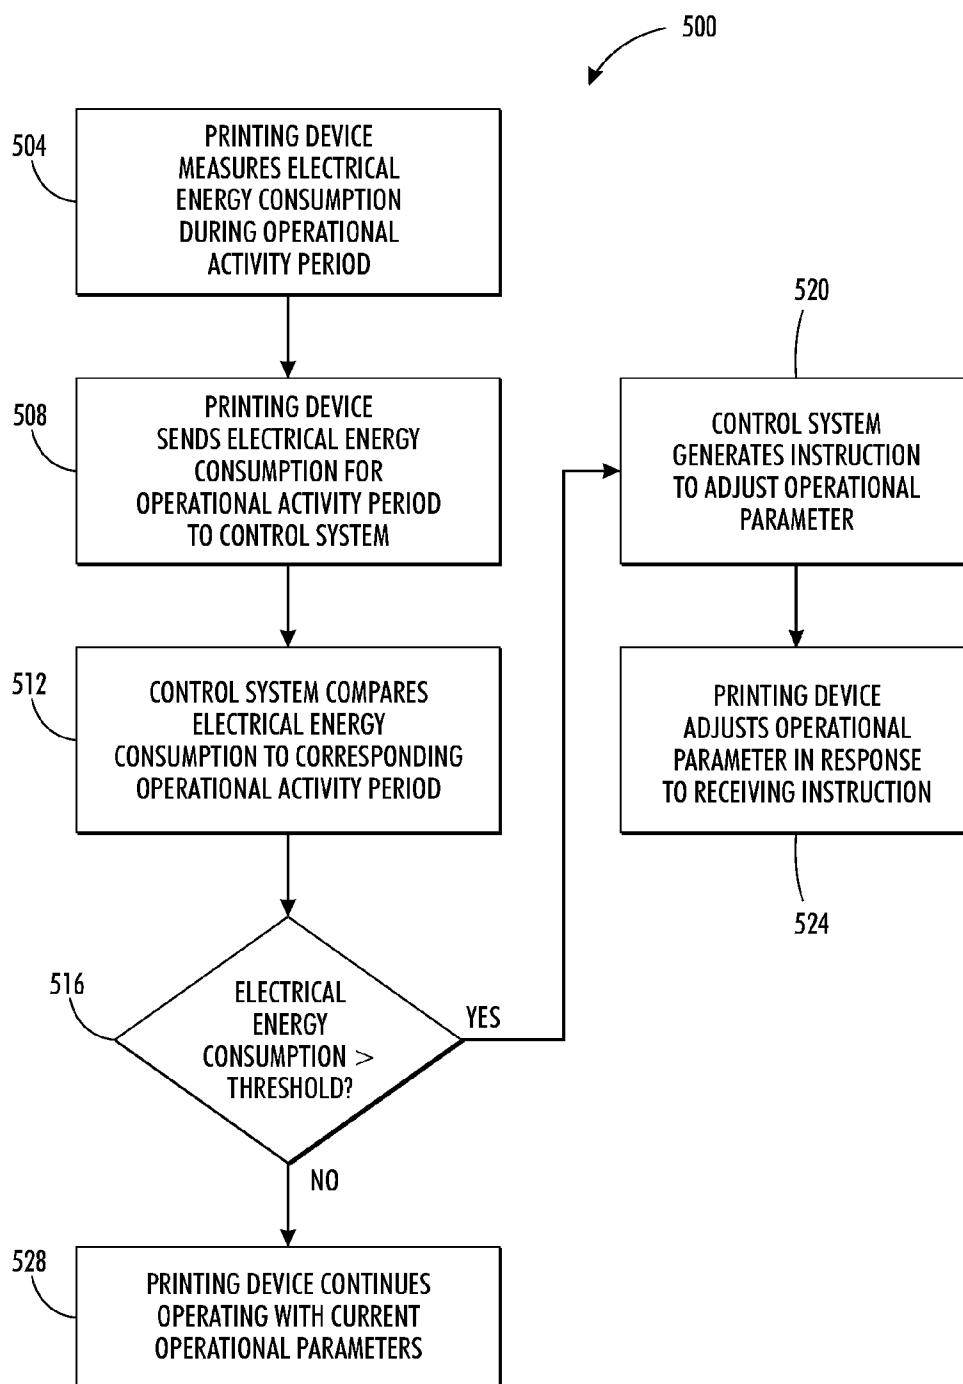 500
504
PRINTING DEVICE
MEASURES ELECTRICAL
ENERGY CONSUMPTION
DURING OPERATIONAL
ACTIVITY PERIOD
508
PRINTING DEVICE
SENDS ELECTRICAL ENERGY
CONSUMPTION FOR
OPERATIONAL ACTIVITY PERIOD
TO CONTROL SYSTEM
512
CONTROL SYSTEM COMPARES
ELECTRICAL ENERGY
CONSUMPTION TO CORRESPONDING
OPERATIONAL ACTIVITY PERIOD
516
ELECTRICAL
ENERGY
CONSUMPTION >
THRESHOLD?
YES
NO
520
CONTROL SYSTEM
GENERATES INSTRUCTION
TO ADJUST OPERATIONAL
PARAMETER
PRINTING DEVICE
ADJUSTS OPERATIONAL
PARAMETER IN RESPONSE
TO RECEIVING INSTRUCTION
524
528
PRINTING DEVICE CONTINUES
OPERATING WITH CURRENT
OPERATIONAL PARAMETERS